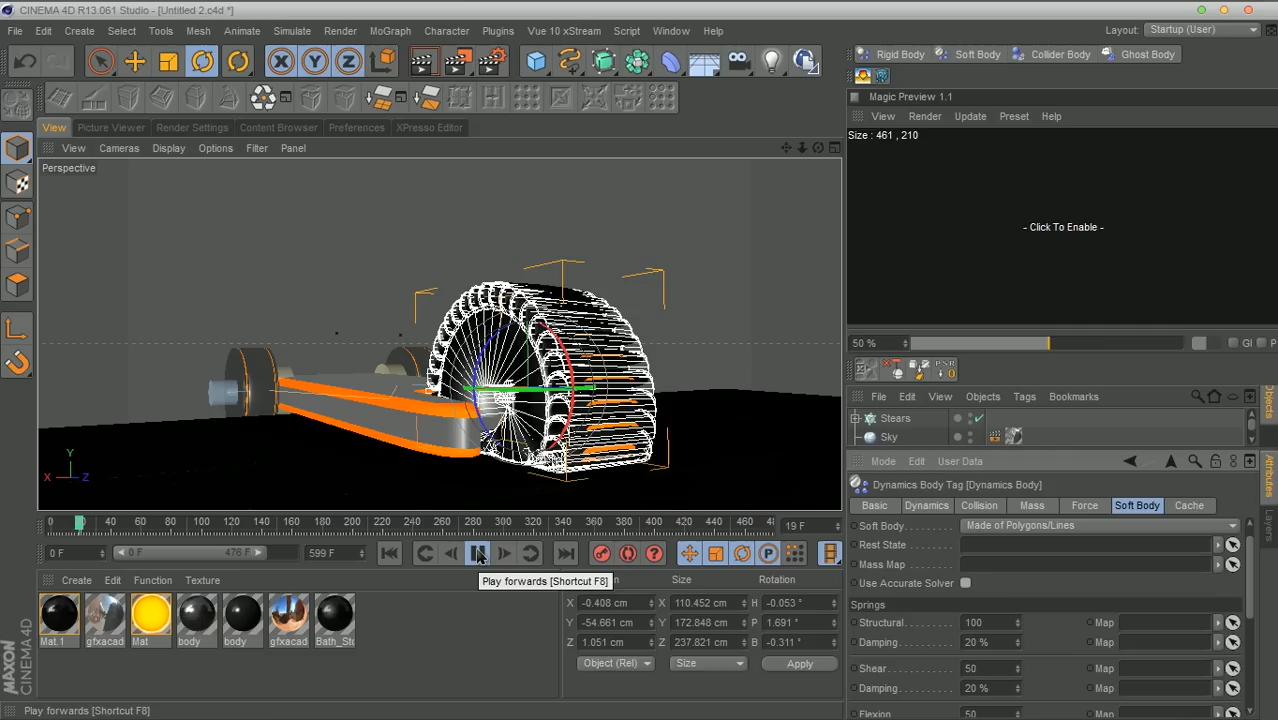 CINEMA 4D R13.061 Studio - [Untitled 2.c4d *]
File Edit Create Select Tools Mesh Animate Simulate Render MoGraph Character Plugins Vue 10 xStream Script Window Help
Layout: Startup (User)
Rigid Body Soft Body Collider Body Ghost Body
Magic Preview 1.1
View Render Update Preset Help
Size : 461 , 210
- Click To Enable -
View Picture Viewer Render Settings Content Browser Preferences XPresso Editor
View Cameras Display Options Filter Panel
Perspective
Y
X Z
50 % GI
File Edit View Objects Tags Bookmarks
Stears
Sky
Objects
Mode Edit User Data
Dynamics Body Tag [Dynamics Body]
Basic Dynamics Collision Mass Force Soft Body Cache
Soft Body Made of Polygons/Lines
Rest State
Mass Map
Use Accurate Solver
Springs
Structural 100 Map
Damping 20 % Map
Shear 50 Map
Damping 20 % Map
Flexion 50 Map
Attributes
Layers
0 40 60 80 100 120 140 160 180 200 220 240 260 280 300 320 340 360 380 400 420 440 460 19 F
0 F 0 F 476 F 599 F
Play forwards [Shortcut F8]
Create Edit Function Texture
Size Rotation
X -0.408 cm X 110.452 cm H -0.053 °
Y -54.661 cm Y 172.848 cm P 1.691 °
Z 1.051 cm Z 237.821 cm B -0.311 °
Object (Rel) Size Apply
Mat.1 gfxacad Mat body body gfxacad Bath_St
MAXON
CINEMA 4D
Play forwards [Shortcut F8]